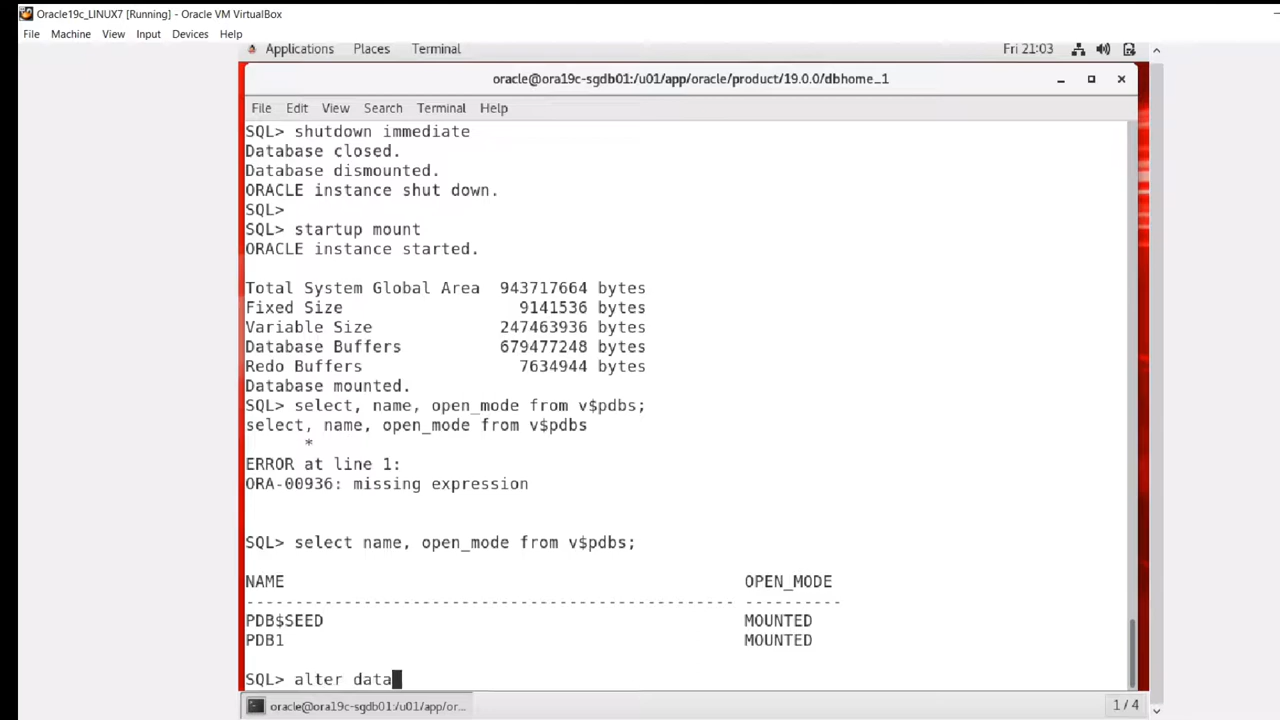 Oracle19c_LINUX7 [Running] - Oracle VM VirtualBox
File Machine View Input Devices Help
Applications Places Terminal Fri 21:03
oracle@ora19c-sgdb01:/u01/app/oracle/product/19.0.0/dbhome_1
File Edit View Search Terminal Help
SQL> shutdown immediate
Database closed.
Database dismounted.
ORACLE instance shut down.
SQL>
SQL> startup mount
ORACLE instance started.
Total System Global Area 943717664 bytes
Fixed Size 9141536 bytes
Variable Size 247463936 bytes
Database Buffers 679477248 bytes
Redo Buffers 7634944 bytes
Database mounted.
SQL> select, name, open_mode from v$pdbs;
select, name, open_mode from v$pdbs
*
ERROR at line 1:
ORA-00936: missing expression
SQL> select name, open_mode from v$pdbs;
NAME OPEN_MODE
-------------------------------------------------- ----------
PDB$SEED MOUNTED
PDB1 MOUNTED
SQL> alter data
oracle@ora19c-sgdb01:/u01/app/or... 1 / 4